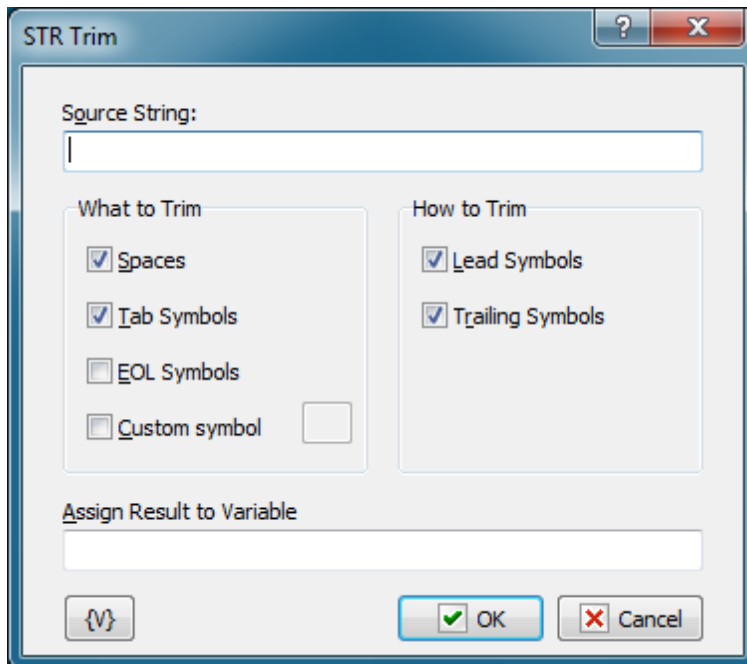 STR Trim
?
Source String:
What to Trim
How to Trim
Spaces
Lead Symbols
Tab Symbols
Trailing Symbols
EOL Symbols
Custom symbol
Assign Result to Variable
{V}
OK
Cancel